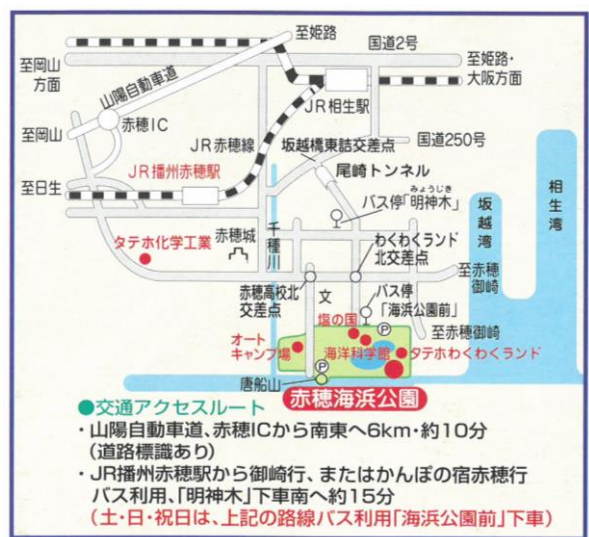 至姫路
国道2号
至岡山
方面
至姫路・
大阪方面
山陽自動車道
JR相生駅
至岡山
赤穂IC
JR赤穂線
坂越橋東詰交差点
国道250号
JR播州赤穂駅
尾崎トンネル
至日生
みょうじぎ
バス停「明神木」
坂越湾
相生湾
タテホ化学工業
赤穂城
千種川
わくわくランド
北交差点
至赤穂
御崎
赤穂高校北
交差点
文
バス停
「海浜公園前」
塩の国
P
至赤穂御崎
オート
キャンプ場
海洋科学館
タテホわくわくランド
P
唐船山
赤穂海浜公園
●交通アクセスルート
・山陽自動車道、赤穂ICから南東へ6km・約10分
(道路標識あり)
・JR播州赤穂駅から御崎行、またはかんぽの宿赤穂行
バス利用、「明神木」下車南へ約15分
(土・日・祝日は、上記の路線バス利用「海浜公園前」下車)